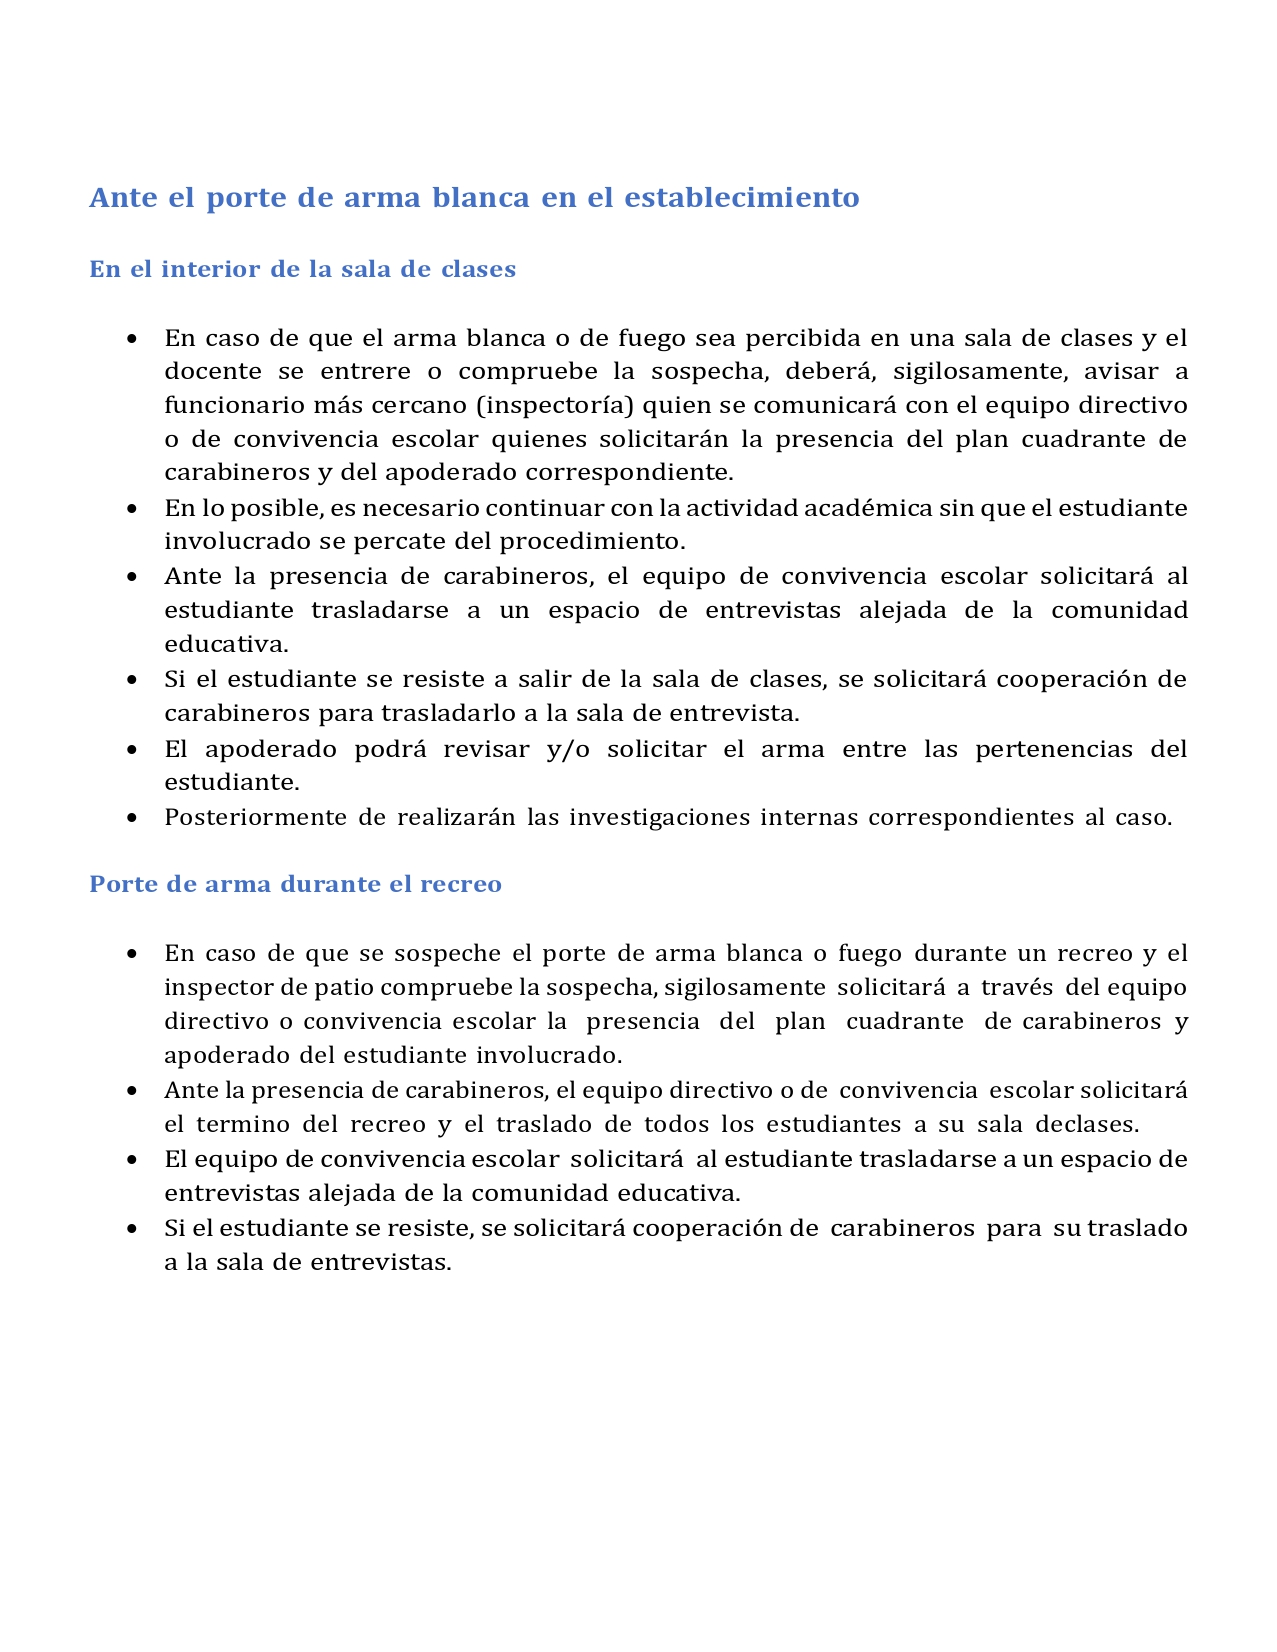 Ante el porte de arma blanca en el establecimiento
En el interior de la sala de clases
• En caso de que el arma blanca o de fuego sea percibida en una sala de clases y el
docente se entrere o compruebe la sospecha, deberá, sigilosamente, avisar a
funcionario más cercano (inspectoría) quien se comunicará con el equipo directivo
o de convivencia escolar quienes solicitarán la presencia del plan cuadrante de
carabineros y del apoderado correspondiente.
• En lo posible, es necesario continuar con la actividad académica sin que el estudiante
involucrado se percate del procedimiento.
• Ante la presencia de carabineros, el equipo de convivencia escolar solicitará al
estudiante trasladarse a un espacio de entrevistas alejada de la comunidad
educativa.
• Si el estudiante se resiste a salir de la sala de clases, se solicitará cooperación de
carabineros para trasladarlo a la sala de entrevista.
• El apoderado podrá revisar y/o solicitar el arma entre las pertenencias del
estudiante.
• Posteriormente de realizarán las investigaciones internas correspondientes al caso.
Porte de arma durante el recreo
• En caso de que se sospeche el porte de arma blanca o fuego durante un recreo y el
inspector de patio compruebe la sospecha, sigilosamente solicitará a través del equipo
directivo o convivencia escolar la presencia del plan cuadrante de carabineros y
apoderado del estudiante involucrado.
• Ante la presencia de carabineros, el equipo directivo o de convivencia escolar solicitará
el termino del recreo y el traslado de todos los estudiantes a su sala declases.
• El equipo de convivencia escolar solicitará al estudiante trasladarse a un espacio de
entrevistas alejada de la comunidad educativa.
• Si el estudiante se resiste, se solicitará cooperación de carabineros para su traslado
a la sala de entrevistas.